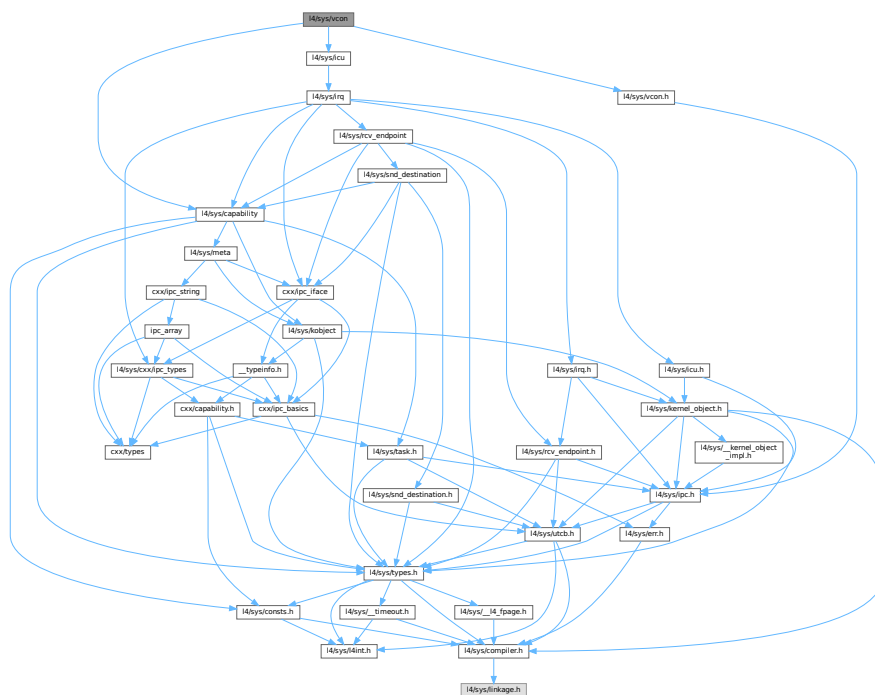 l4/sys/vcon
l4/sys/icu
l4/sys/irq
l4/sys/vcon.h
l4/sys/rcv_endpoint
l4/sys/snd_destination
l4/sys/capability
l4/sys/meta
cxx/ipc_string
cxx/ipc_iface
ipc_array
l4/sys/kobject
l4/sys/cxx/ipc_types
__typeinfo.h
l4/sys/irq.h
l4/sys/icu.h
cxx/capability.h
cxx/ipc_basics
l4/sys/kernel_object.h
cxx/types
l4/sys/task.h
l4/sys/rcv_endpoint.h
l4/sys/__kernel_object
_impl.h
l4/sys/snd_destination.h
l4/sys/ipc.h
l4/sys/utcb.h
l4/sys/err.h
l4/sys/types.h
l4/sys/consts.h
l4/sys/__timeout.h
l4/sys/__l4_fpage.h
l4/sys/l4int.h
l4/sys/compiler.h
l4/sys/linkage.h